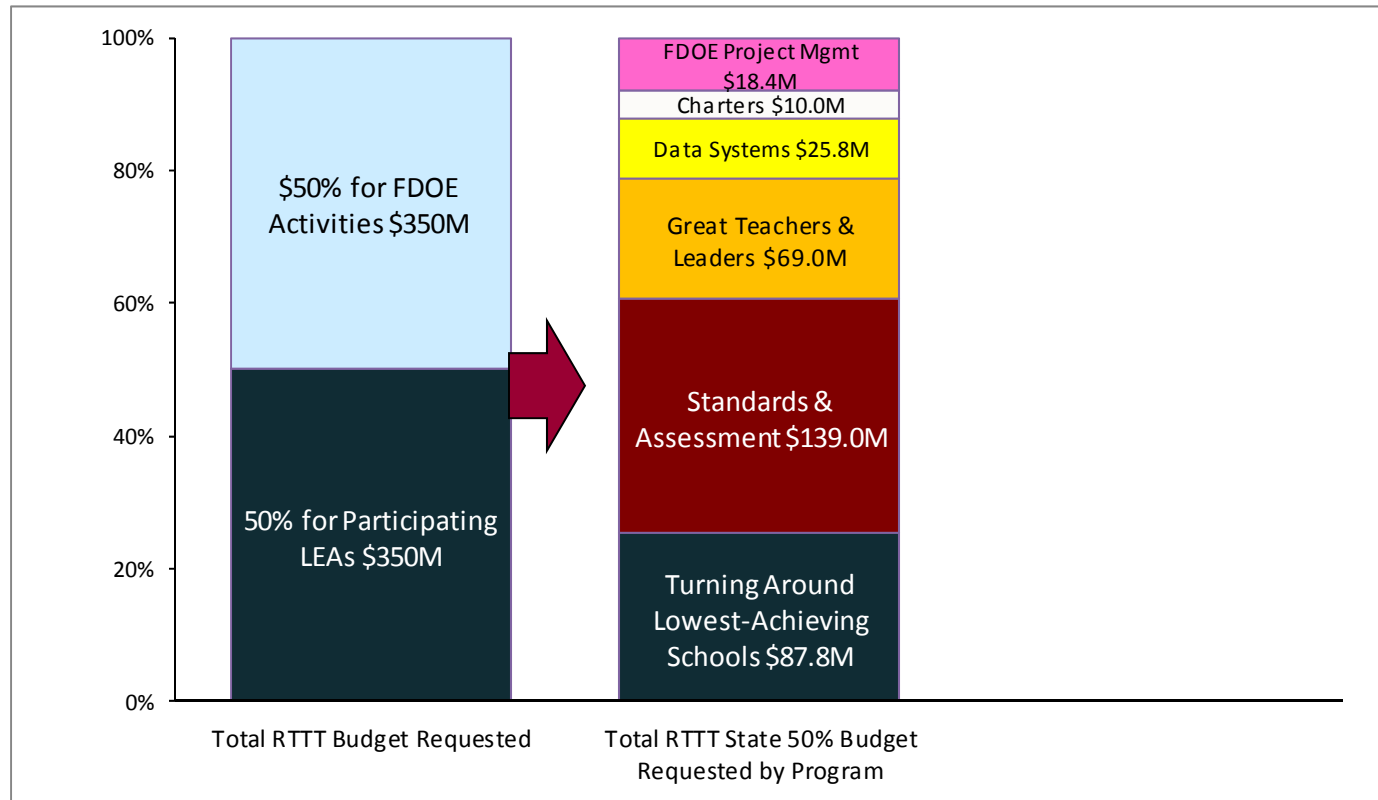 100%
80%
60%
40%
20%
0%
$50% for FDOE
Activities $350M
50% for Participating
LEAs $350M
FDOE Project Mgmt
$18.4M
Charters $10.0M
Data Systems $25.8M
Great Teachers &
Leaders $69.0M
Standards &
Assessment $139.0M
Turning Around
Lowest-Achieving
Schools $87.8M
Total RTTT Budget Requested
Total RTTT State 50% Budget
Requested by Program